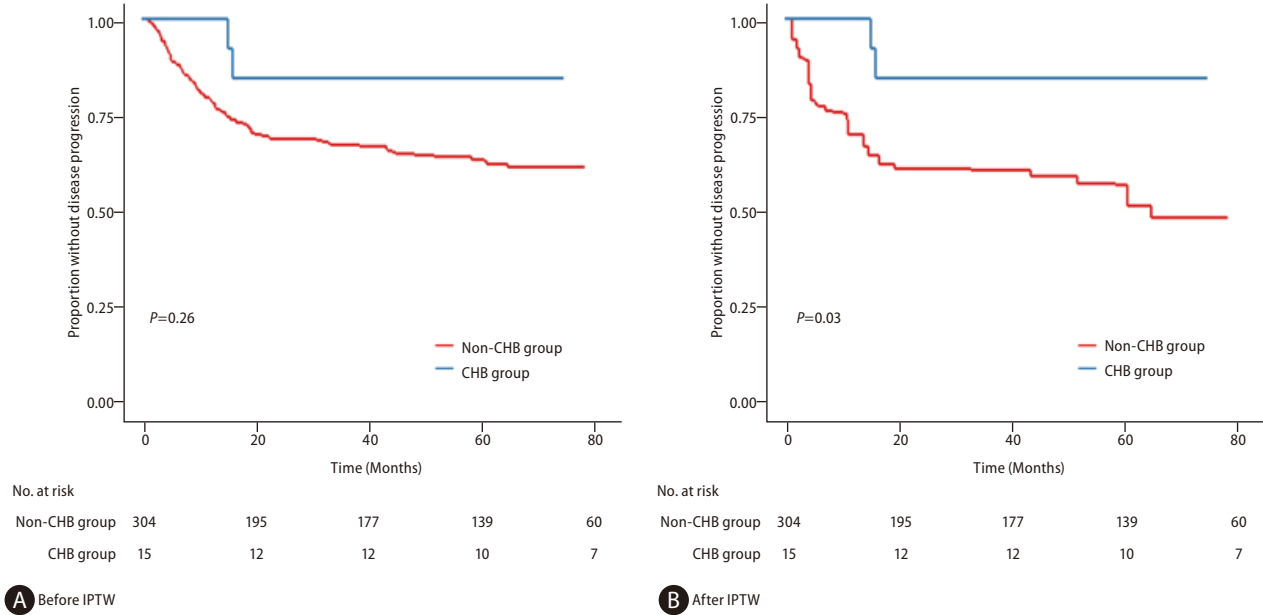 Proportion without disease progression
1.00
0.75
0.50
0.25
0.00
P=0.26
Non-CHB group
CHB group
0 20 40 60 80
Time (Months)
No. at risk
Non-CHB group 304 195 177 139 60
CHB group 15 12 12 10 7
A Before IPTW
Proportion without disease progression
1.00
0.75
0.50
0.25
0.00
P=0.03
Non-CHB group
CHB group
0 20 40 60 80
Time (Months)
No. at risk
Non-CHB group 304 195 177 139 60
CHB group 15 12 12 10 7
B After IPTW